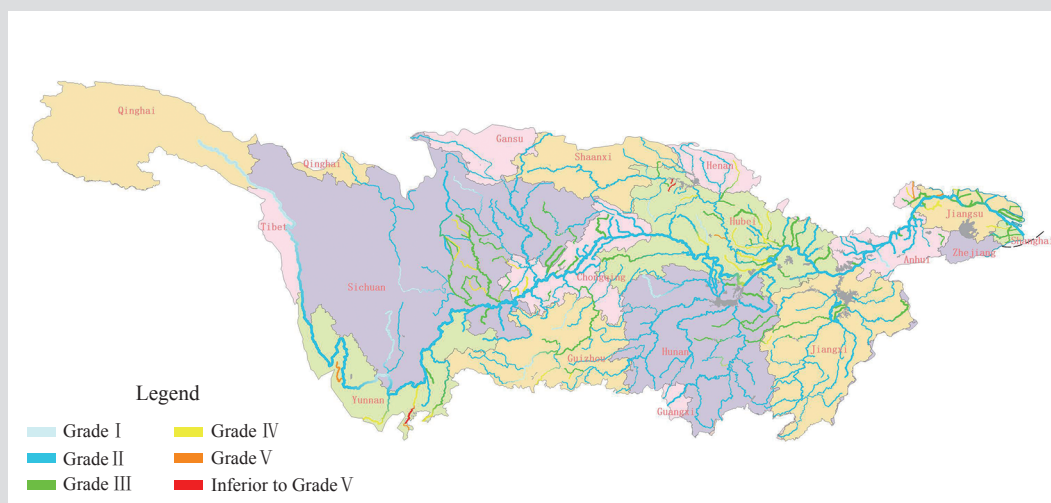 Qinghai
Gansu
Qinghai
Shaanxi
Henan
Tibet
Hubei
Jiangsu
Shanghai
Zhejiang
Anhui
Sichuan
Chongqing
Guizhou
Hunan
Jiangxi
Yunnan
Guangxi
Legend
Grade Ⅰ
Grade Ⅱ
Grade Ⅲ
Grade Ⅳ
Grade Ⅴ
Inferior to Grade Ⅴ